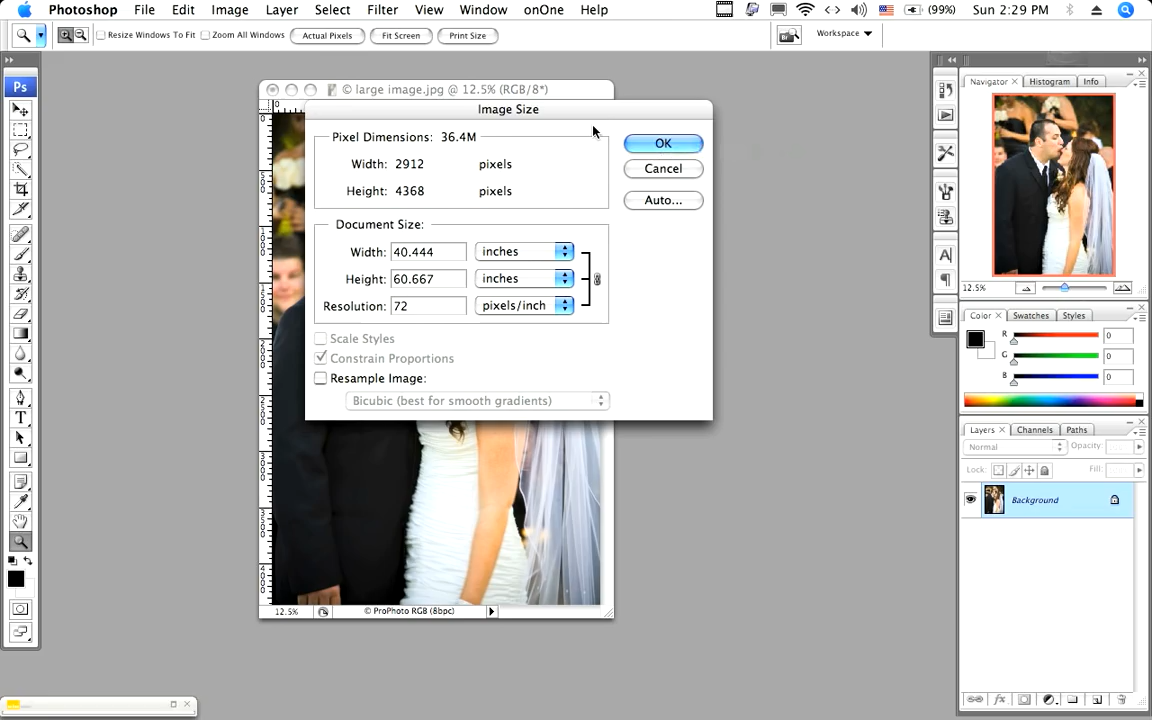 Photoshop File Edit Image Layer Select Filter View Window onOne Help (99%) Sun 2:29 PM
Resize Windows To Fit Zoom All Windows Actual Pixels Fit Screen Print Size Workspace
Ps
© large image.jpg @ 12.5% (RGB/8*)
Image Size
Pixel Dimensions: 36.4M
Width: 2912 pixels
Height: 4368 pixels
OK
Cancel
Auto...
Document Size:
Width: 40.444 inches
Height: 60.667 inches
Resolution: 72 pixels/inch
Scale Styles
Constrain Proportions
Resample Image:
Bicubic (best for smooth gradients)
12.5% © ProPhoto RGB (8bpc)
Navigator × Histogram Info
12.5%
Color × Swatches Styles
R 0
G 0
B 0
Layers × Channels Paths
Normal Opacity:
Lock: Fill:
Background